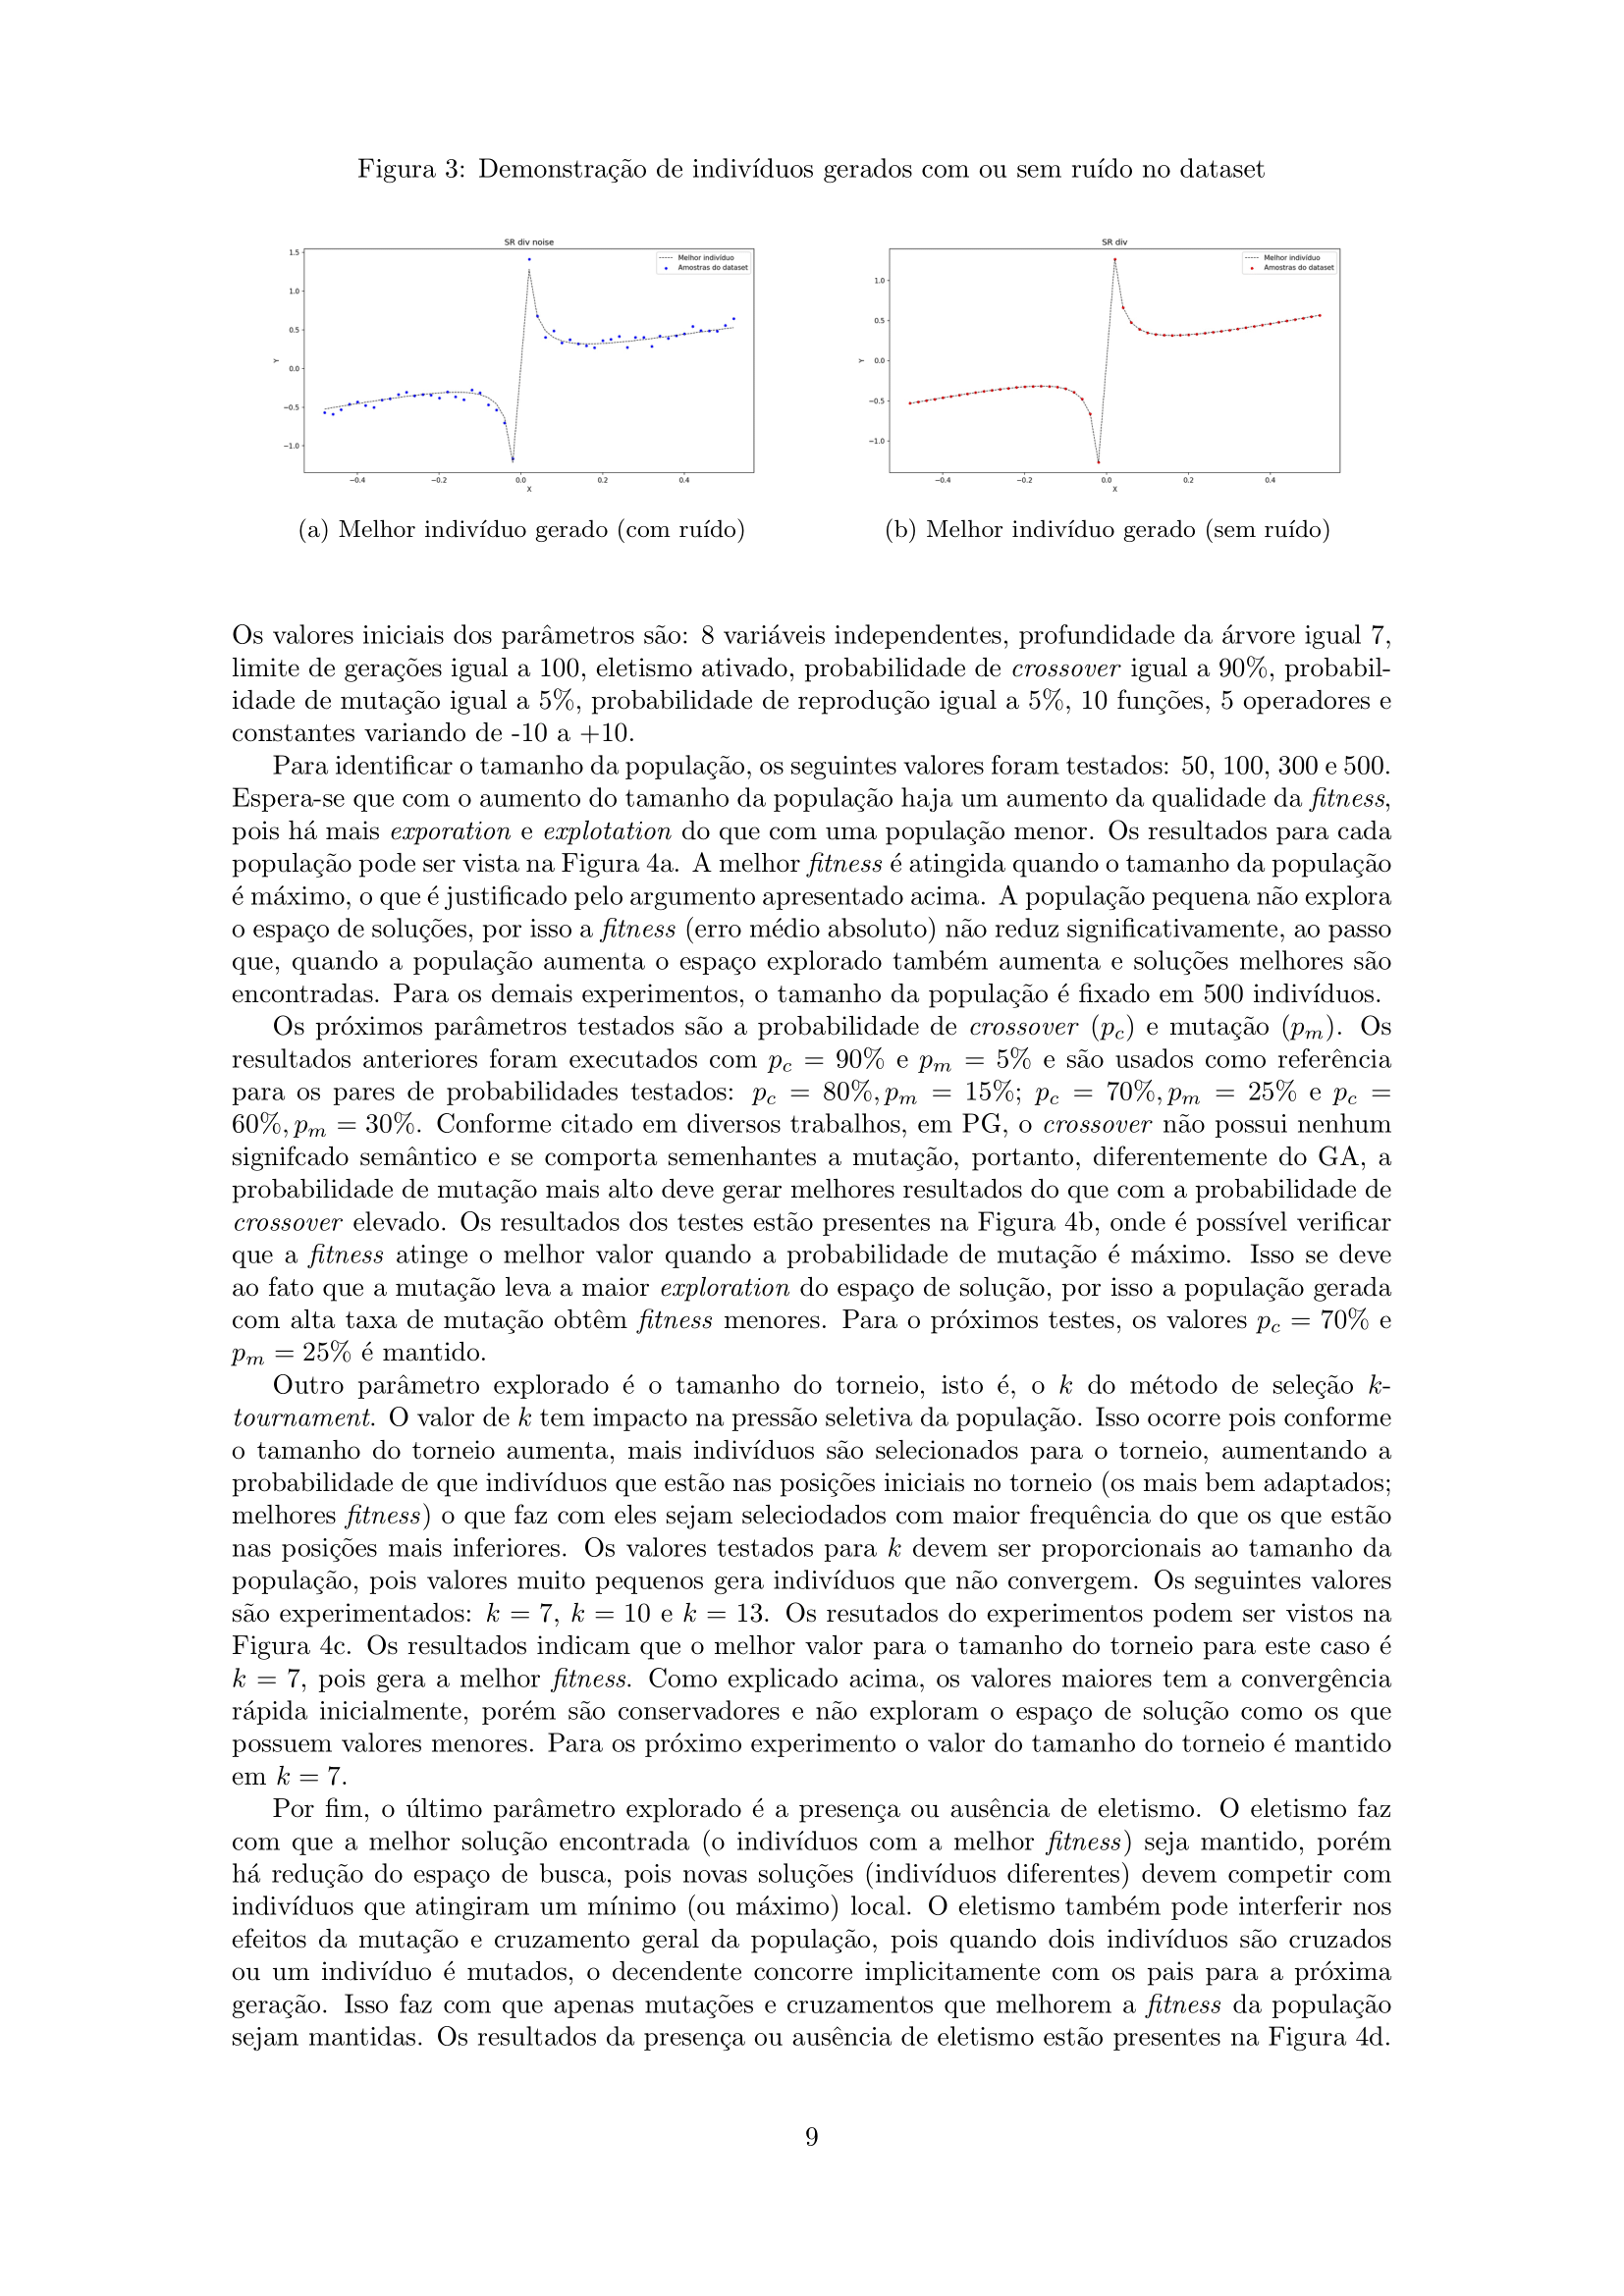 Figura 3: Demonstração de indivíduos gerados com ou sem ruído no dataset
SR div noise
Melhor indivíduo
Amostras do dataset
1.5
1.0
0.5
0.0
−0.5
−1.0
Y
−0.4 −0.2 0.0 0.2 0.4
X
SR div
Melhor indivíduo
Amostras do dataset
1.0
0.5
0.0
−0.5
−1.0
Y
−0.4 −0.2 0.0 0.2 0.4
X
(a) Melhor indivíduo gerado (com ruído)
(b) Melhor indivíduo gerado (sem ruído)
Os valores iniciais dos parâmetros são: 8 variáveis independentes, profundidade da árvore igual 7,
limite de gerações igual a 100, eletismo ativado, probabilidade de crossover igual a 90%, probabil-
idade de mutação igual a 5%, probabilidade de reprodução igual a 5%, 10 funções, 5 operadores e
constantes variando de -10 a +10.
Para identificar o tamanho da população, os seguintes valores foram testados: 50, 100, 300 e 500.
Espera-se que com o aumento do tamanho da população haja um aumento da qualidade da fitness,
pois há mais exporation e explotation do que com uma população menor. Os resultados para cada
população pode ser vista na Figura 4a. A melhor fitness é atingida quando o tamanho da população
é máximo, o que é justificado pelo argumento apresentado acima. A população pequena não explora
o espaço de soluções, por isso a fitness (erro médio absoluto) não reduz significativamente, ao passo
que, quando a população aumenta o espaço explorado também aumenta e soluções melhores são
encontradas. Para os demais experimentos, o tamanho da população é fixado em 500 indivíduos.
Os próximos parâmetros testados são a probabilidade de crossover (p_c) e mutação (p_m). Os
resultados anteriores foram executados com p_c = 90% e p_m = 5% e são usados como referência
para os pares de probabilidades testados: p_c = 80%, p_m = 15%; p_c = 70%, p_m = 25% e p_c =
60%, p_m = 30%. Conforme citado em diversos trabalhos, em PG, o crossover não possui nenhum
signifcado semântico e se comporta semenhantes a mutação, portanto, diferentemente do GA, a
probabilidade de mutação mais alto deve gerar melhores resultados do que com a probabilidade de
crossover elevado. Os resultados dos testes estão presentes na Figura 4b, onde é possível verificar
que a fitness atinge o melhor valor quando a probabilidade de mutação é máximo. Isso se deve
ao fato que a mutação leva a maior exploration do espaço de solução, por isso a população gerada
com alta taxa de mutação obtêm fitness menores. Para o próximos testes, os valores p_c = 70% e
p_m = 25% é mantido.
Outro parâmetro explorado é o tamanho do torneio, isto é, o k do método de seleção k-
tournament. O valor de k tem impacto na pressão seletiva da população. Isso ocorre pois conforme
o tamanho do torneio aumenta, mais indivíduos são selecionados para o torneio, aumentando a
probabilidade de que indivíduos que estão nas posições iniciais no torneio (os mais bem adaptados;
melhores fitness) o que faz com eles sejam seleciodados com maior frequência do que os que estão
nas posições mais inferiores. Os valores testados para k devem ser proporcionais ao tamanho da
população, pois valores muito pequenos gera indivíduos que não convergem. Os seguintes valores
são experimentados: k = 7, k = 10 e k = 13. Os resutados do experimentos podem ser vistos na
Figura 4c. Os resultados indicam que o melhor valor para o tamanho do torneio para este caso é
k = 7, pois gera a melhor fitness. Como explicado acima, os valores maiores tem a convergência
rápida inicialmente, porém são conservadores e não exploram o espaço de solução como os que
possuem valores menores. Para os próximo experimento o valor do tamanho do torneio é mantido
em k = 7.
Por fim, o último parâmetro explorado é a presença ou ausência de eletismo. O eletismo faz
com que a melhor solução encontrada (o indivíduos com a melhor fitness) seja mantido, porém
há redução do espaço de busca, pois novas soluções (indivíduos diferentes) devem competir com
indivíduos que atingiram um mínimo (ou máximo) local. O eletismo também pode interferir nos
efeitos da mutação e cruzamento geral da população, pois quando dois indivíduos são cruzados
ou um indivíduo é mutados, o decendente concorre implicitamente com os pais para a próxima
geração. Isso faz com que apenas mutações e cruzamentos que melhorem a fitness da população
sejam mantidas. Os resultados da presença ou ausência de eletismo estão presentes na Figura 4d.
9